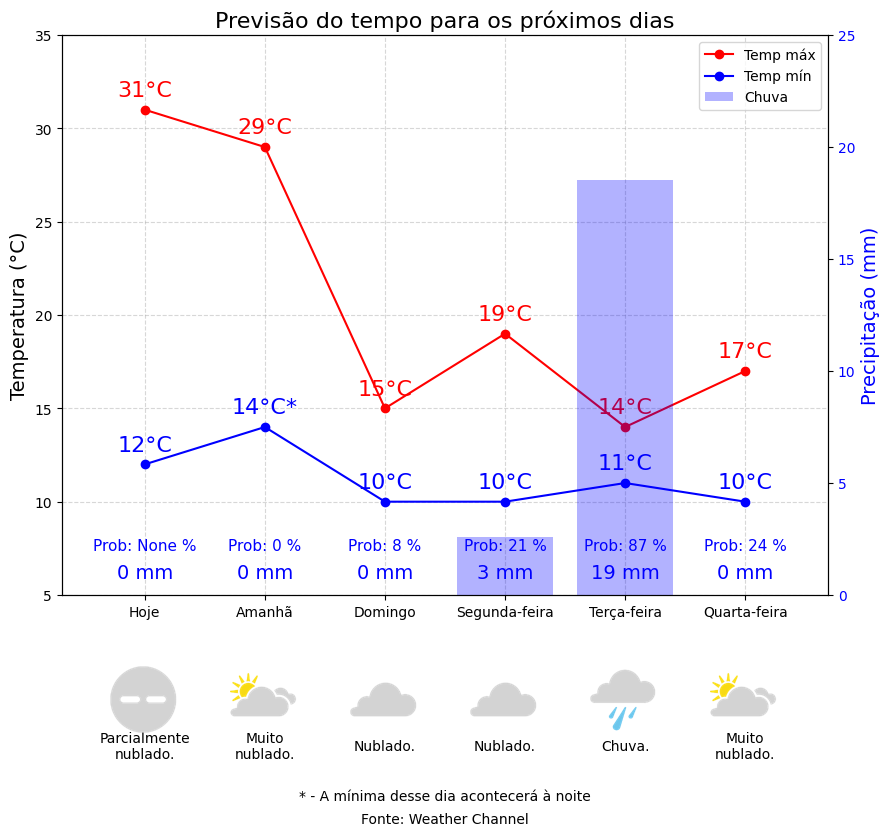 Previsão do tempo para os próximos dias
Temp máx
Temp mín
Chuva
Temperatura (°C)
Precipitação (mm)
35
30
25
20
15
10
5
25
20
15
10
5
0
31°C
29°C
15°C
19°C
14°C
17°C
12°C
14°C*
10°C
10°C
11°C
10°C
Prob: None %
Prob: 0 %
Prob: 8 %
Prob: 21 %
Prob: 87 %
Prob: 24 %
0 mm
0 mm
0 mm
3 mm
19 mm
0 mm
Hoje
Amanhã
Domingo
Segunda-feira
Terça-feira
Quarta-feira
Parcialmente
nublado.
Muito
nublado.
Nublado.
Nublado.
Chuva.
Muito
nublado.
* - A mínima desse dia acontecerá à noite
Fonte: Weather Channel